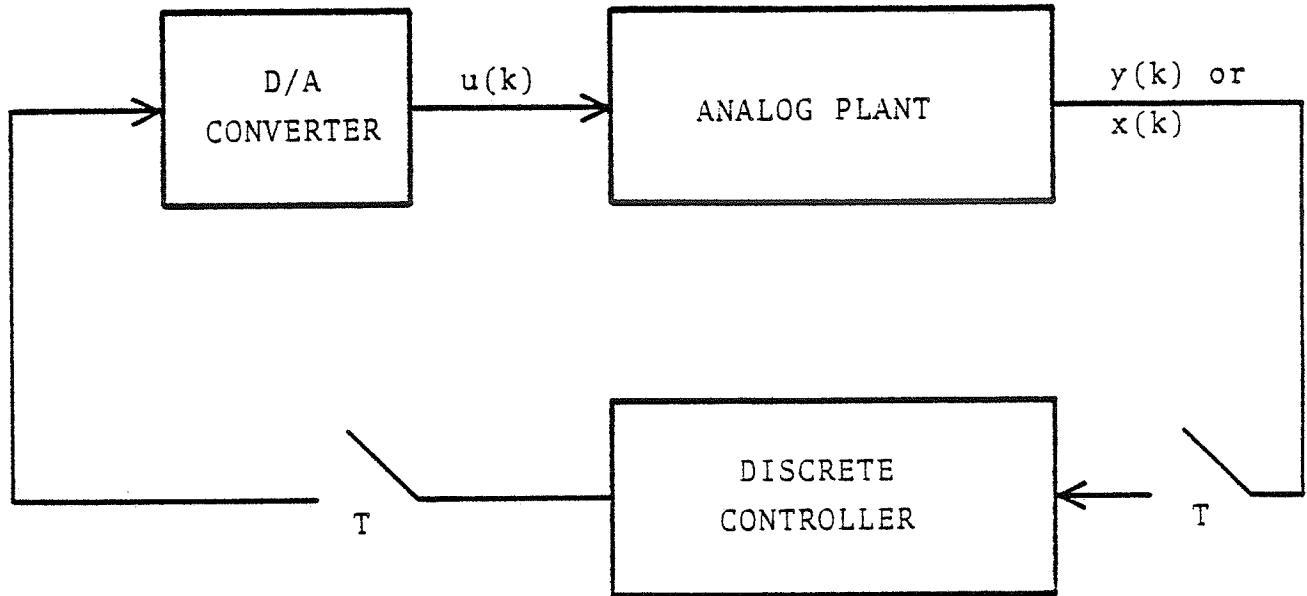 D/A
CONVERTER
u(k)
ANALOG PLANT
y(k) or
x(k)
DISCRETE
CONTROLLER
T
T